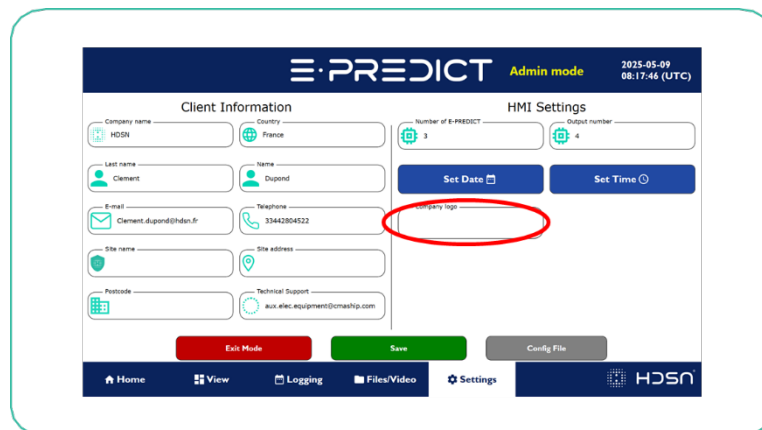 E·PREDICT
Admin mode
2025-05-09
08:17:46 (UTC)
Client Information
HMI Settings
Company name
HDSN
Country
France
Number of E-PREDICT
3
Output number
4
Last name
Clement
Name
Dupond
Set Date
Set Time
E-mail
Clement.dupond@hdsn.fr
Telephone
33442804522
Company logo
Site name
Site address
Postcode
Technical Support
aux.elec.equipment@cmaship.com
Exit Mode
Save
Config File
Home
View
Logging
Files/Video
Settings
HDSN